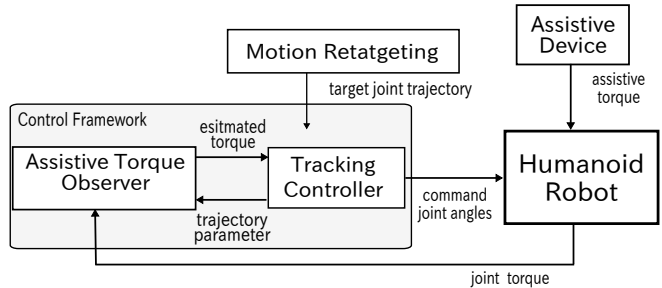 Assistive
Device
Motion Retatgeting
target joint trajectory
assistive
torque
Control Framework
esitmated
torque
Assistive Torque
Observer
Tracking
Controller
Humanoid
Robot
command
joint angles
trajectory
parameter
joint torque